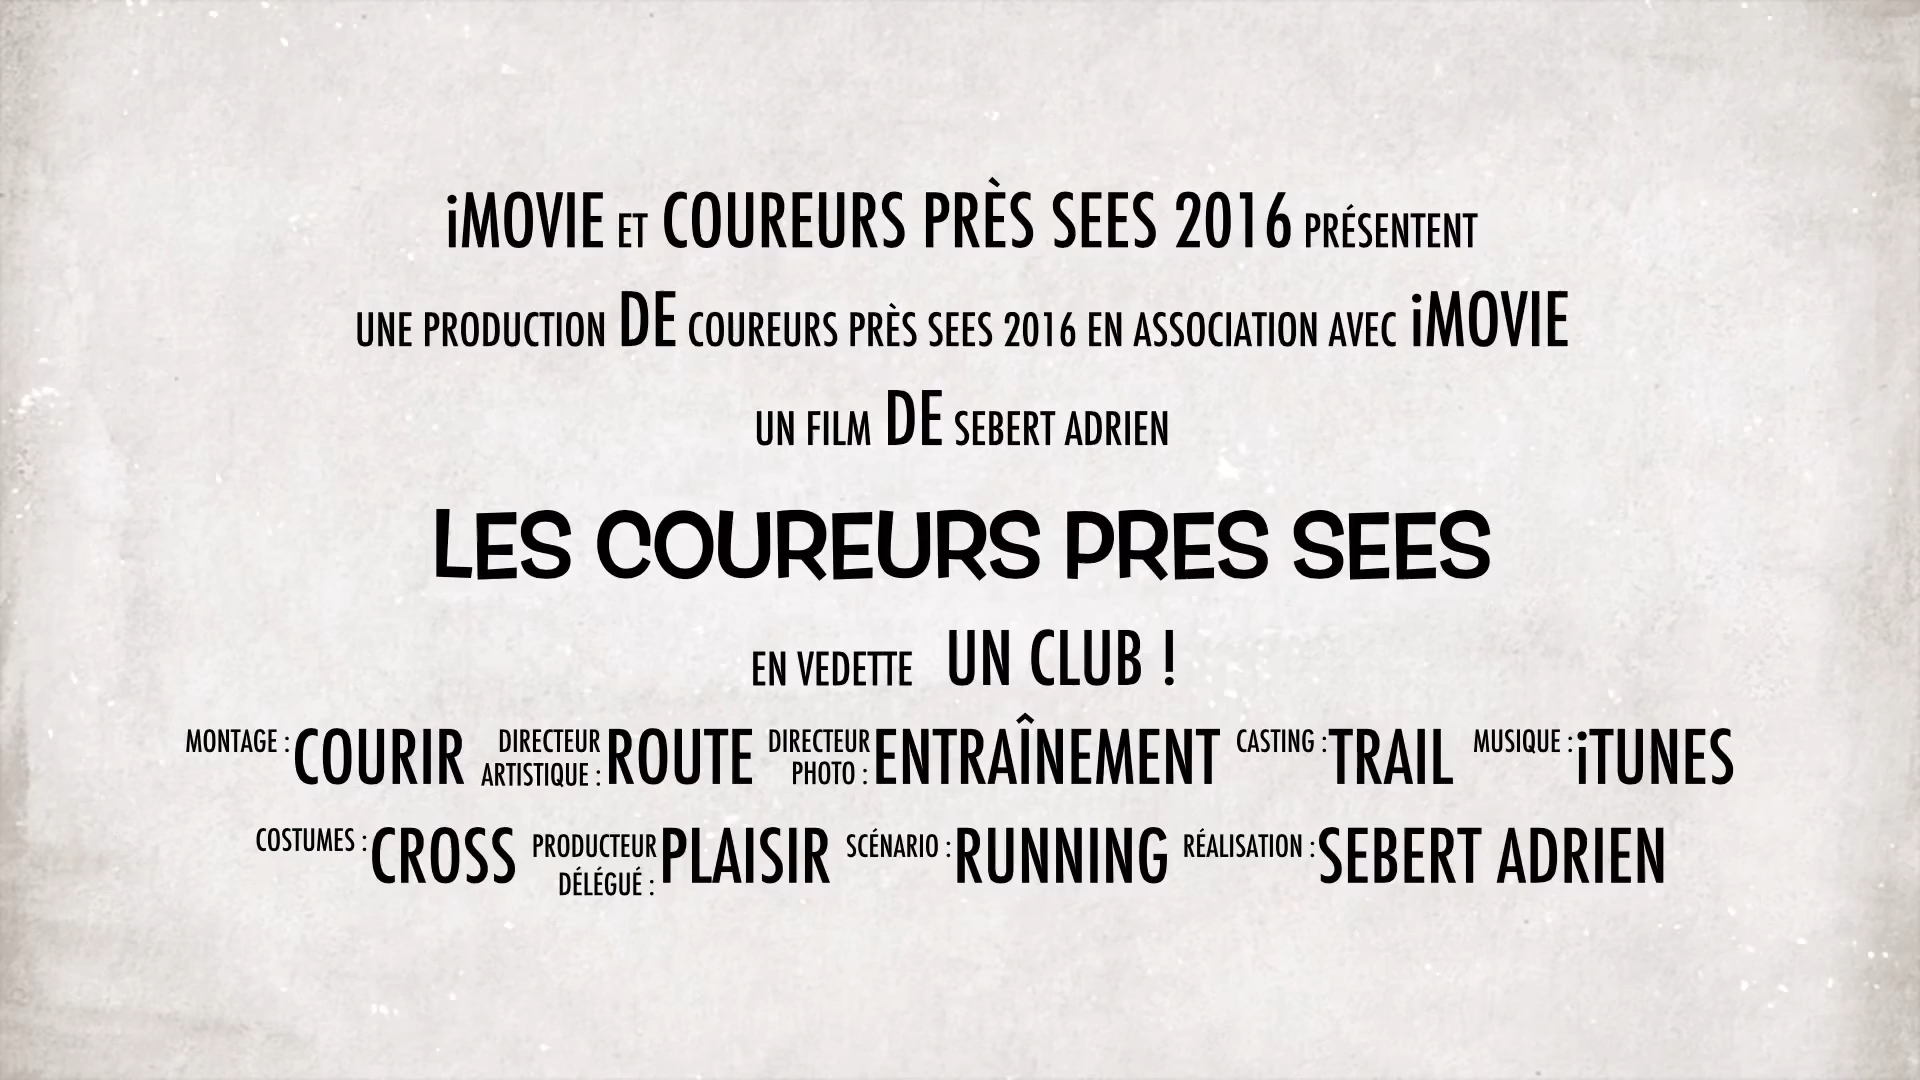 iMOVIE ET COUREURS PRÈS SEES 2016 PRÉSENTENT
UNE PRODUCTION DE COUREURS PRÈS SEES 2016 EN ASSOCIATION AVEC iMOVIE
UN FILM DE SEBERT ADRIEN
LES COUREURS PRES SEES
EN VEDETTE UN CLUB !
MONTAGE : COURIR DIRECTEUR ARTISTIQUE : ROUTE DIRECTEUR PHOTO : ENTRAÎNEMENT CASTING : TRAIL MUSIQUE : iTUNES
COSTUMES : CROSS PRODUCTEUR DÉLÉGUÉ : PLAISIR SCÉNARIO : RUNNING RÉALISATION : SEBERT ADRIEN